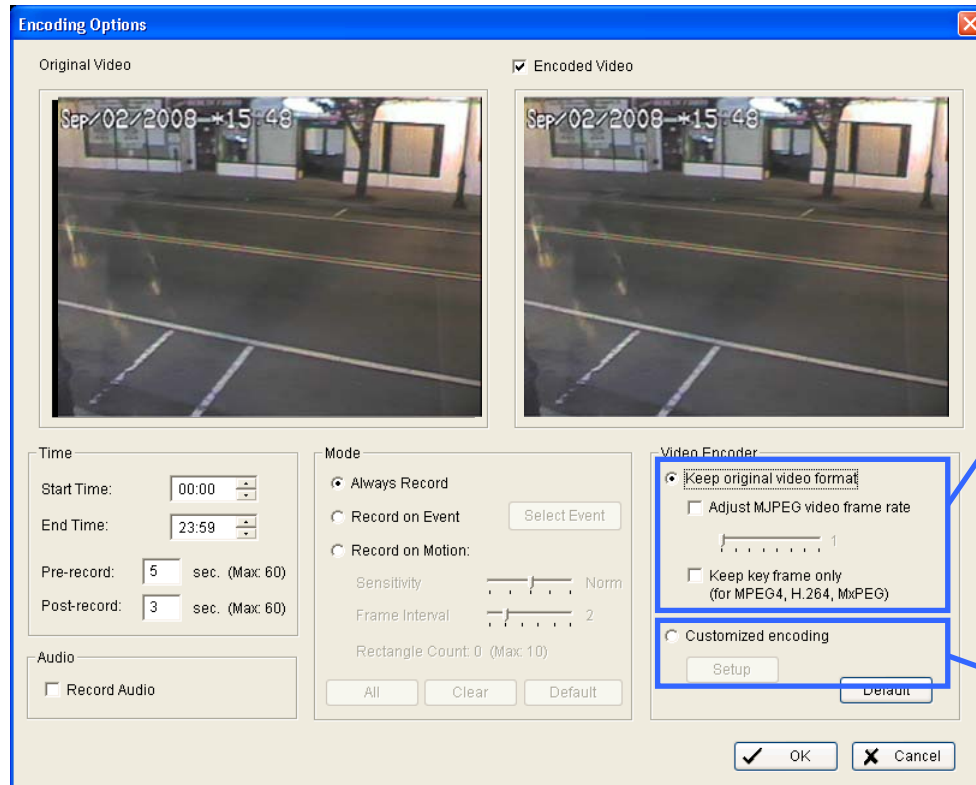 Encoding Options
Original Video
Encoded Video
Sep/02/2008-*15:48
Sep/02/2008-*15:48
Time
Start Time: 00:00
End Time: 23:59
Pre-record: 5 sec. (Max: 60)
Post-record: 3 sec. (Max: 60)
Audio
Record Audio
Mode
Always Record
Record on Event Select Event
Record on Motion:
Sensitivity Norm
Frame Interval 2
Rectangle Count: 0 (Max: 10)
All Clear Default
Video Encoder
Keep original video format
Adjust MJPEG video frame rate
1
Keep key frame only
(for MPEG4, H.264, MxPEG)
Customized encoding
Setup
Default
OK Cancel